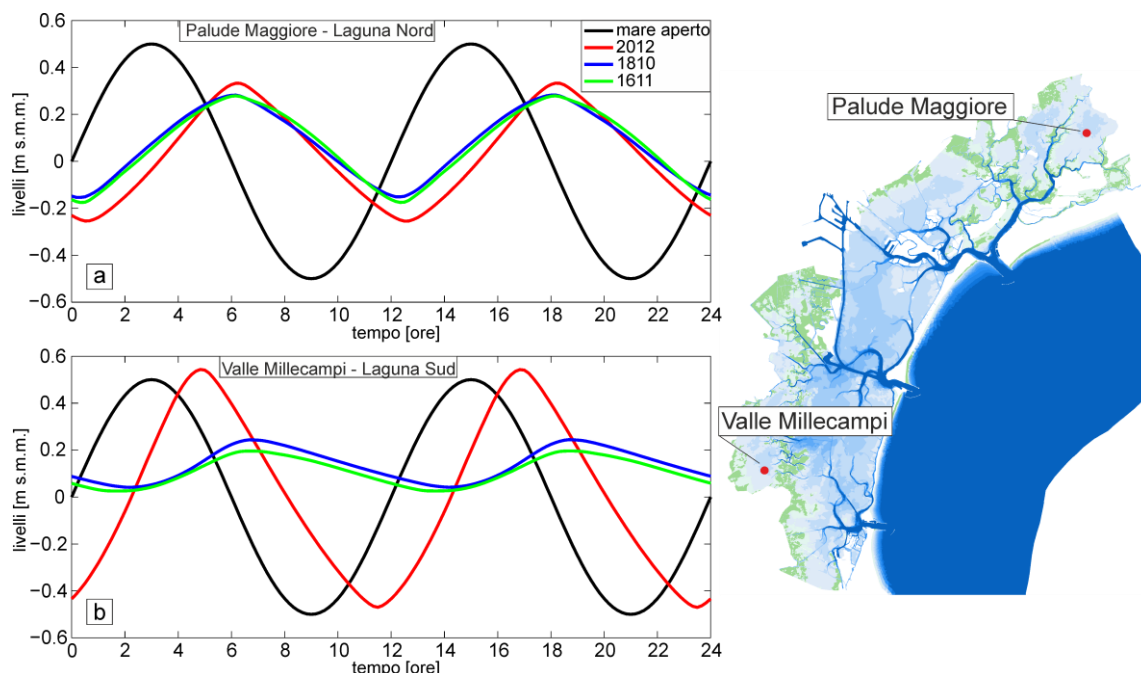 Palude Maggiore - Laguna Nord
mare aperto
2012
1810
1611
livelli [m s.m.m.]
0.6
0.4
0.2
0
−0.2
−0.4
−0.6
a
0 2 4 6 8 10 12 14 16 18 20 22 24
tempo [ore]
Valle Millecampi - Laguna Sud
livelli [m s.m.m.]
0.6
0.4
0.2
0
−0.2
−0.4
−0.6
b
0 2 4 6 8 10 12 14 16 18 20 22 24
tempo [ore]
Palude Maggiore
Valle Millecampi